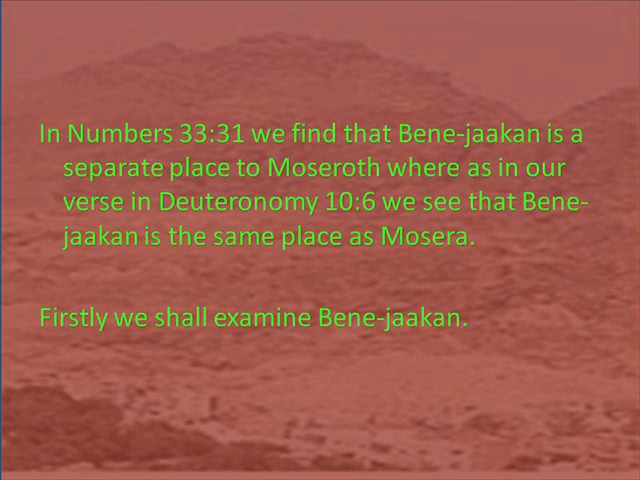 In Numbers 33:31 we find that Bene-jaakan is a
separate place to Moseroth where as in our
verse in Deuteronomy 10:6 we see that Bene-
jaakan is the same place as Mosera.
Firstly we shall examine Bene-jaakan.